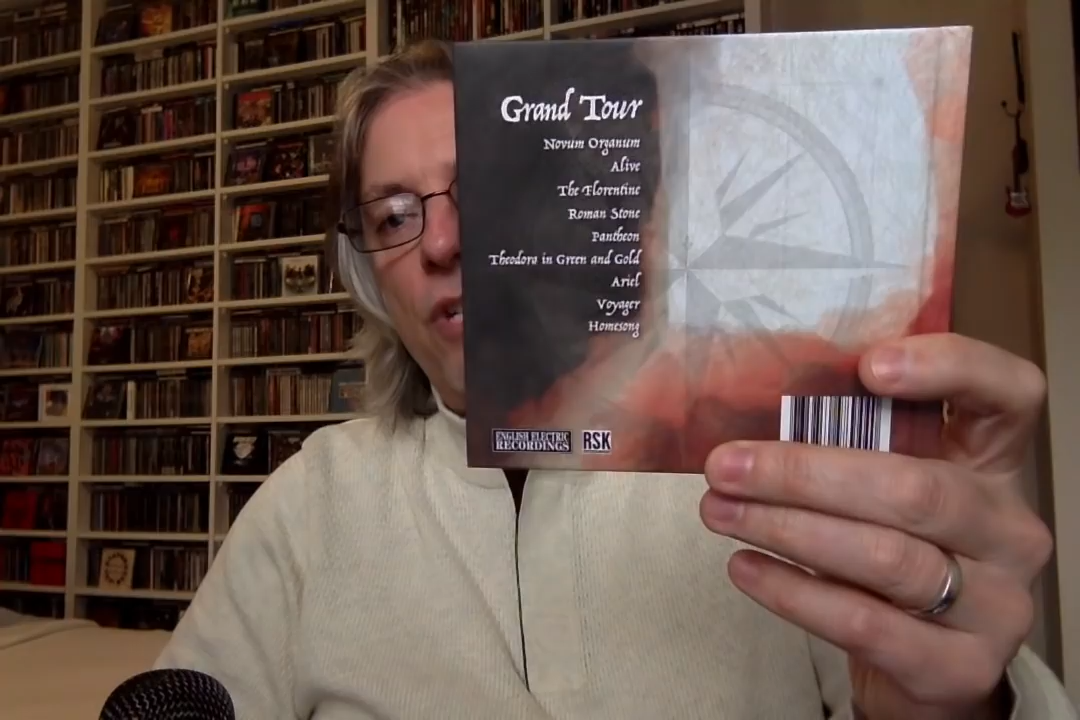 Grand Tour
Novum Organum
Alive
The Florentine
Roman Stone
Pantheon
Theodora in Green and Gold
Ariel
Voyager
Homesong
ENGLISH ELECTRIC
RECORDINGS
RSK